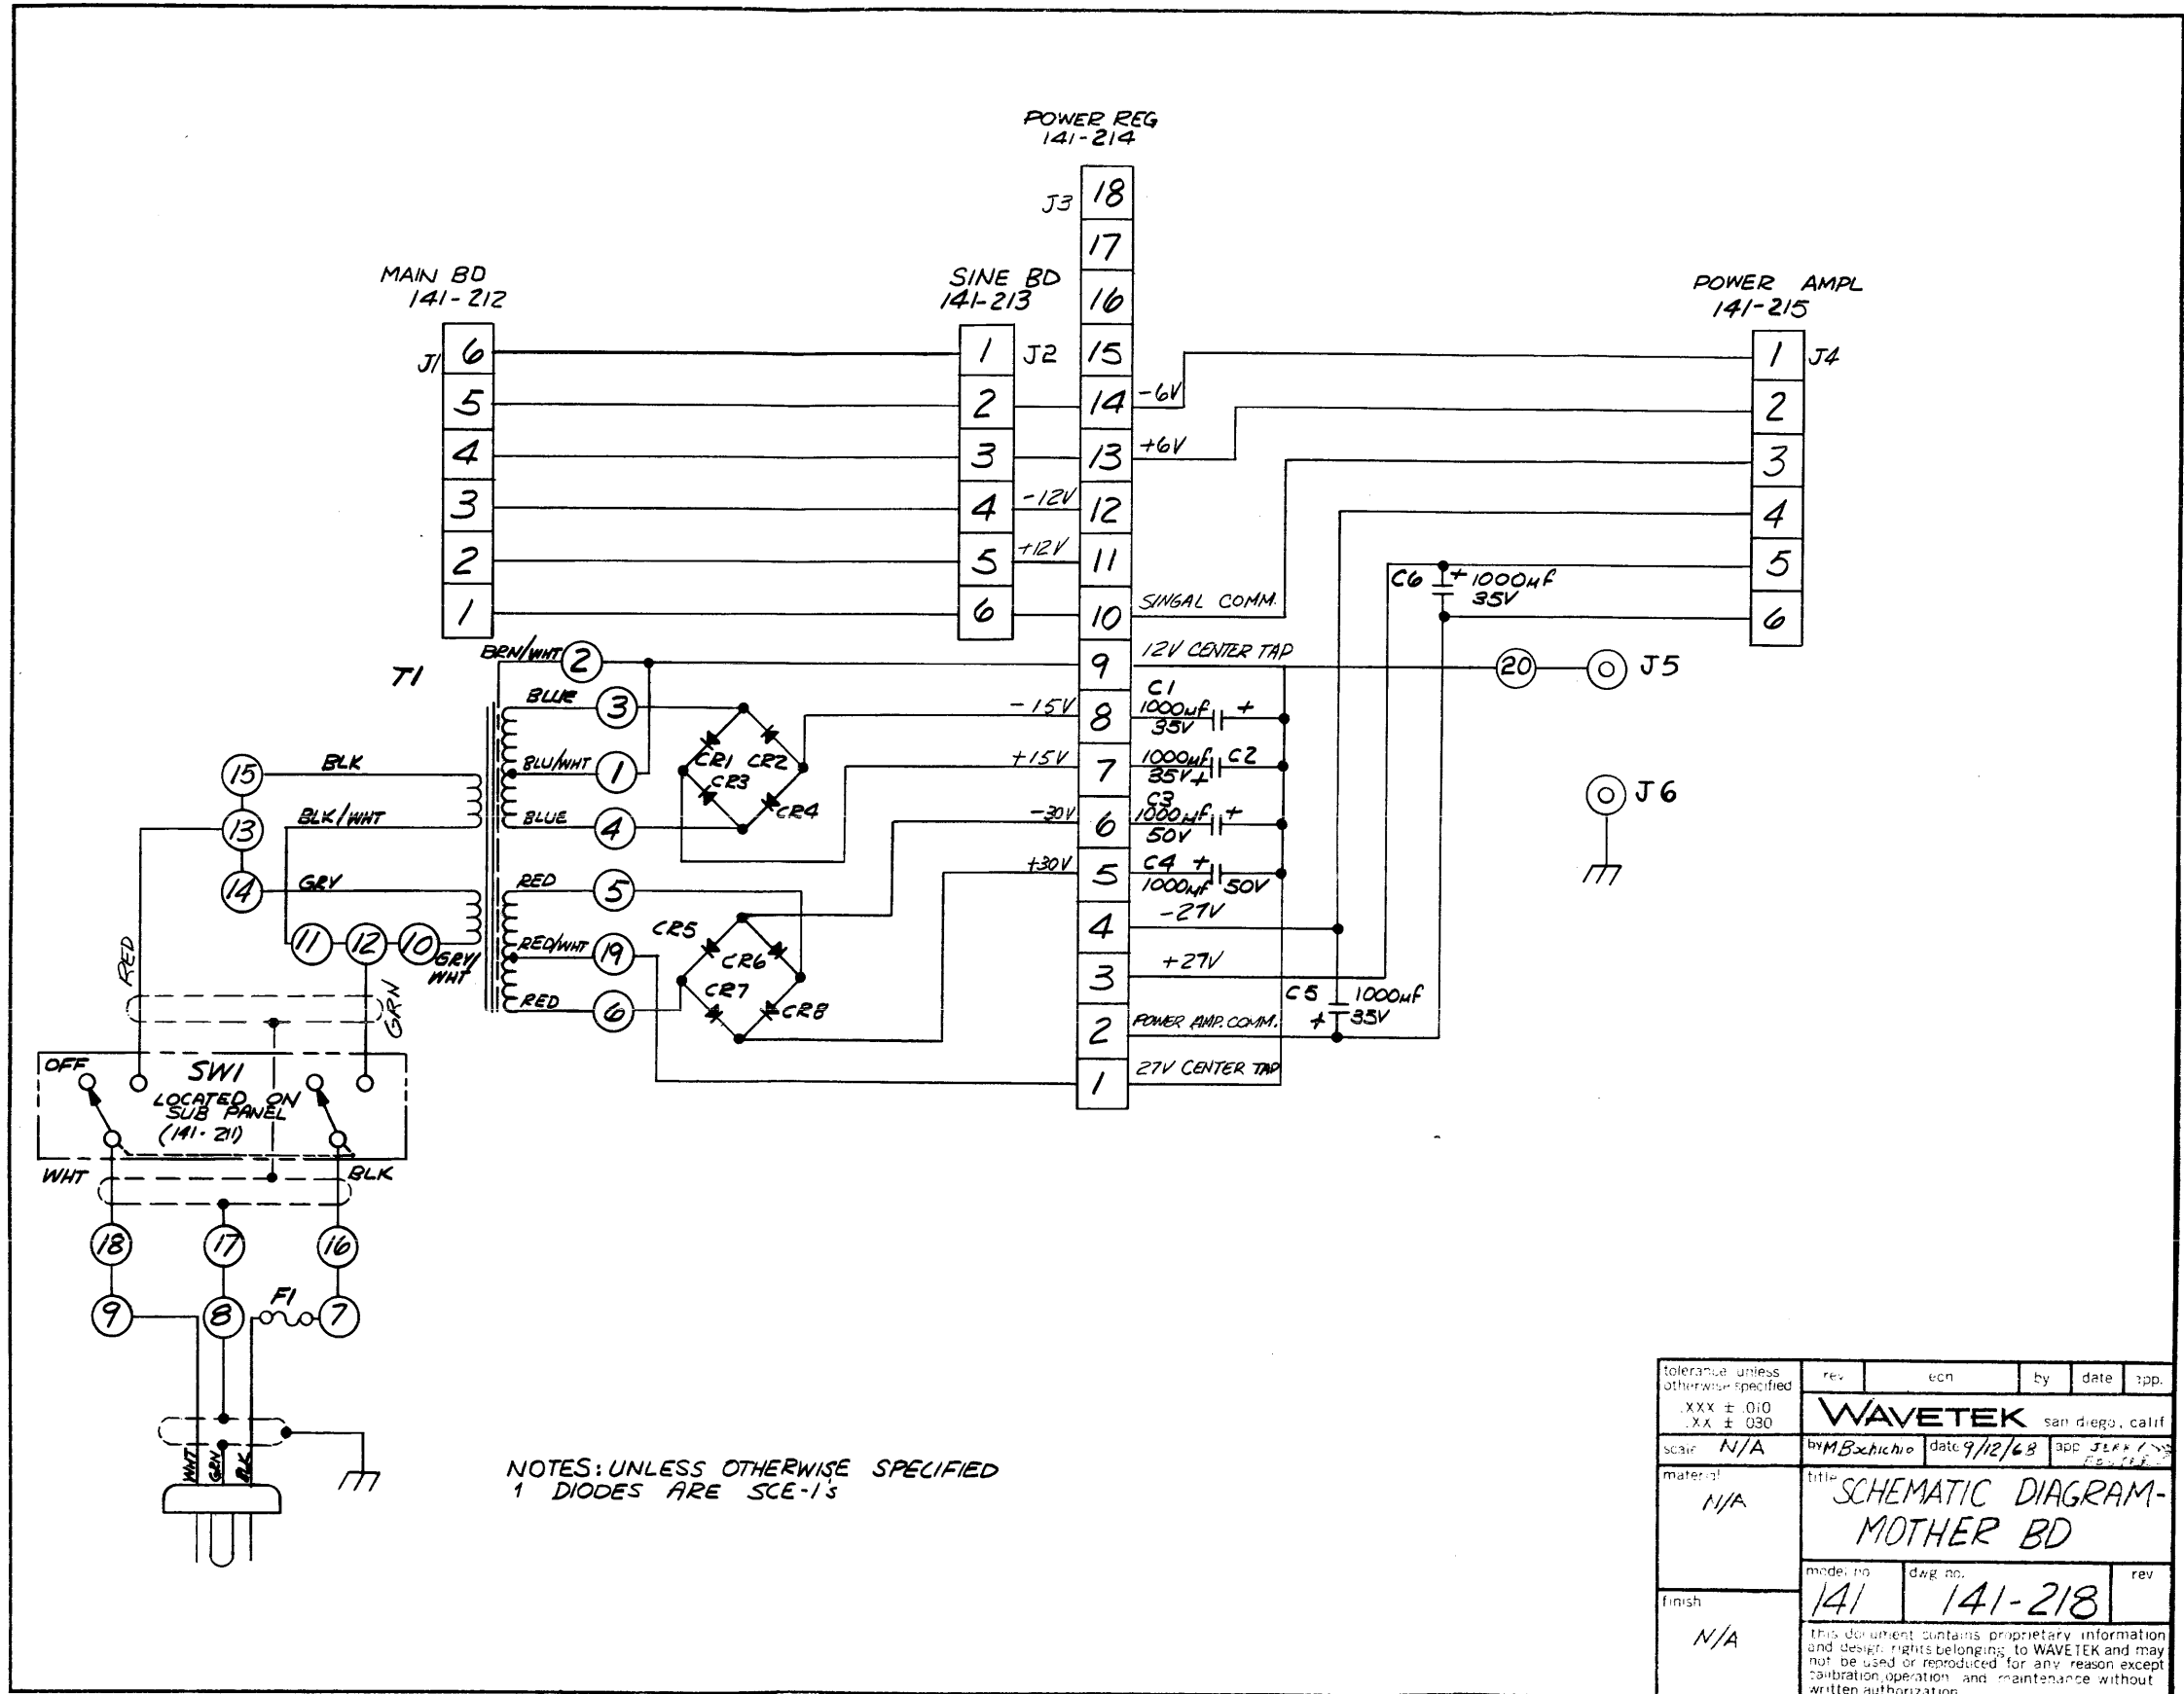 POWER REG
141-214
J3
18
17
16
15
14
13
12
11
10
9
8
7
6
5
4
3
2
1
MAIN BD
141-212
J1
6
5
4
3
2
1
SINE BD
141-213
J2
1
2
3
4
5
6
-12V
+12V
POWER AMPL
141-215
J4
1
2
3
4
5
6
-6V
+6V
SINGAL COMM.
12V CENTER TAP
C6 + 1000µf
35V
20
J5
J6
C1
1000µf +
35V
1000µf C2
35V +
C3
1000µf +
50V
C4 +
1000µf 50V
-27V
+27V
C5 1000µf
+ 35V
POWER AMP. COMM.
27V CENTER TAP
-15V
+15V
-30V
+30V
T1
BRN/WHT 2
BLUE 3
BLU/WHT 1
BLUE 4
RED 5
RED/WHT 19
RED 6
CR1 CR2
CR3
CR4
CR5
CR6
CR7
CR8
15 BLK
13 BLK/WHT
14 GRY
11 12 10
GRY/
WHT
RED
GRN
OFF
SW1
LOCATED ON
SUB PANEL
(141-211)
WHT
BLK
18 17 16
9 8 F1 7
WHT
GRN
BLK
NOTES: UNLESS OTHERWISE SPECIFIED
1 DIODES ARE SCE-1's
tolerance unless
otherwise specified
.XXX ± .010
.XX ± 030
rev ecn by date app.
WAVETEK san diego, calif
scale N/A
by date 9/12/68 app
material
N/A
title SCHEMATIC DIAGRAM-
MOTHER BD
model no
141
dwg no.
141-218
rev
finish
N/A
this document contains proprietary information
and design rights belonging to WAVETEK and may
not be used or reproduced for any reason except
calibration, operation, and maintenance without
written authorization